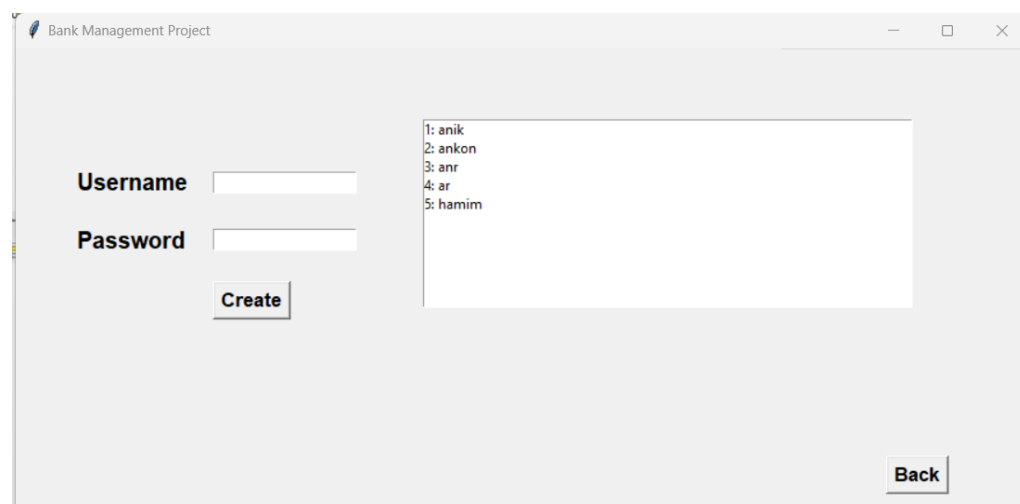 Bank Management Project
1: anik
2: ankon
3: anr
4: ar
5: hamim
Username
Password
Create
Back